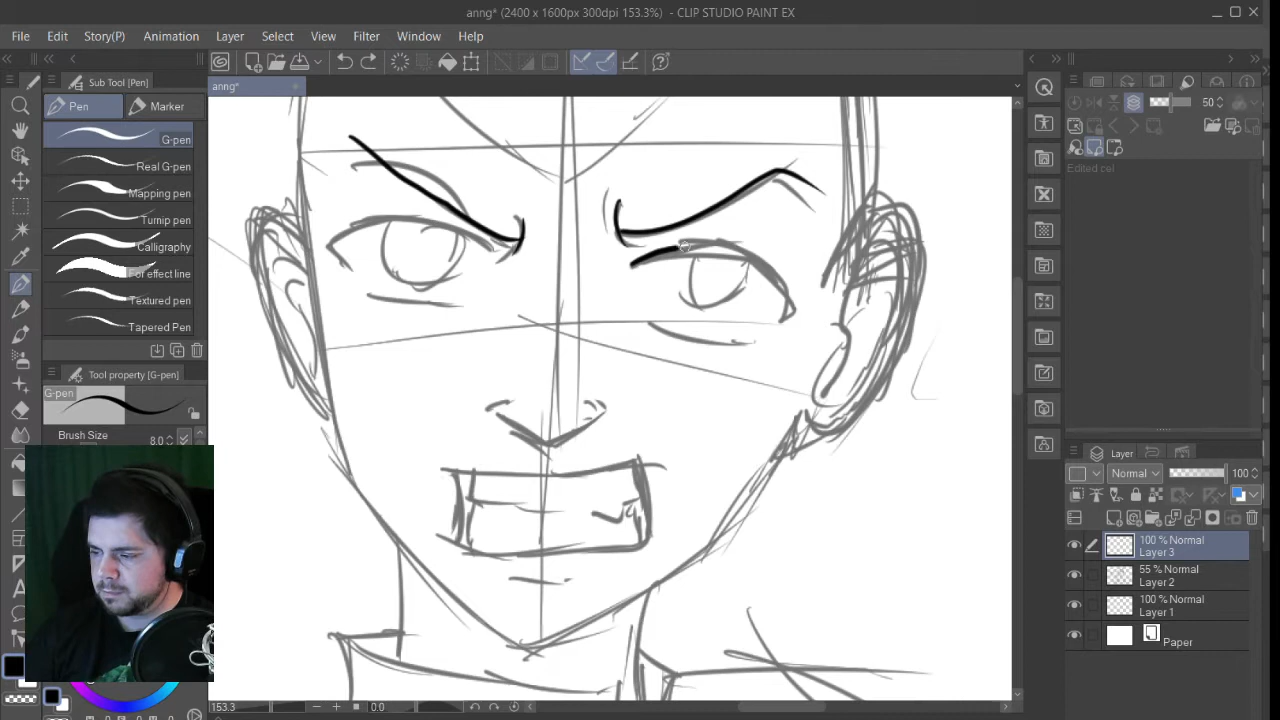 anng* (2400 x 1600px 300dpi 153.3%) - CLIP STUDIO PAINT EX
File Edit Story(P) Animation Layer Select View Filter Window Help
Sub Tool [Pen]
anng*
Pen Marker
50
G-pen
Real G-pen
Mapping pen
Turnip pen
Calligraphy
For effect line
Textured pen
Tapered Pen
Edited cel
Tool property [G-pen]
G-pen
Brush Size 8.0
Layer
Normal 100
100 % Normal
Layer 3
55 % Normal
Layer 2
100 % Normal
Layer 1
Paper
153.3 0.0